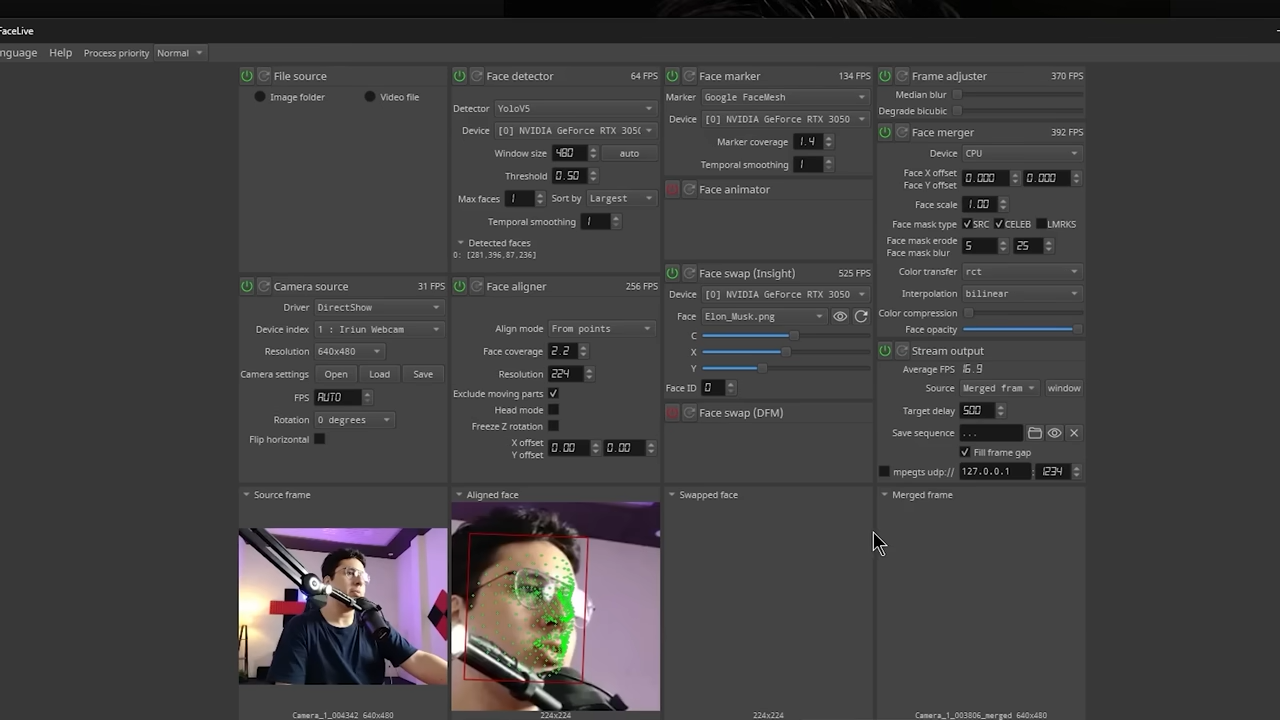 FaceLive
nguage Help Process priority Normal
File source
Image folder Video file
Face detector 64 FPS
Detector YoloV5
Device [0] NVIDIA GeForce RTX 305(
Window size 480 auto
Threshold 0.50
Max faces 1 Sort by Largest
Temporal smoothing 1
Detected faces
0: [281,396,87,236]
Face marker 134 FPS
Marker Google FaceMesh
Device [0] NVIDIA GeForce RTX 3050
Marker coverage 1.4
Temporal smoothing 1
Face animator
Frame adjuster 370 FPS
Median blur
Degrade bicubic
Face merger 392 FPS
Device CPU
Face X offset
Face Y offset
0.000 0.000
Face scale 1.00
Face mask type SRC CELEB LMRKS
Face mask erode
Face mask blur
5 25
Color transfer rct
Interpolation bilinear
Color compression
Face opacity
Camera source 31 FPS
Driver DirectShow
Device index 1 : Iriun Webcam
Resolution 640x480
Camera settings Open Load Save
FPS AUTO
Rotation 0 degrees
Flip horizontal
Face aligner 256 FPS
Align mode From points
Face coverage 2.2
Resolution 224
Exclude moving parts
Head mode
Freeze Z rotation
X offset
Y offset
0.00 0.00
Face swap (Insight) 525 FPS
Device [0] NVIDIA GeForce RTX 3050
Face Elon_Musk.png
C
X
Y
Face ID 0
Face swap (DFM)
Stream output
Average FPS 16.9
Source Merged fram window
Target delay 500
Save sequence ...
Fill frame gap
mpegts udp:// 127.0.0.1 : 1234
Source frame
Camera_1_004342 640x480
Aligned face
224x224
Swapped face
224x224
Merged frame
Camera_1_003806_merged 640x480